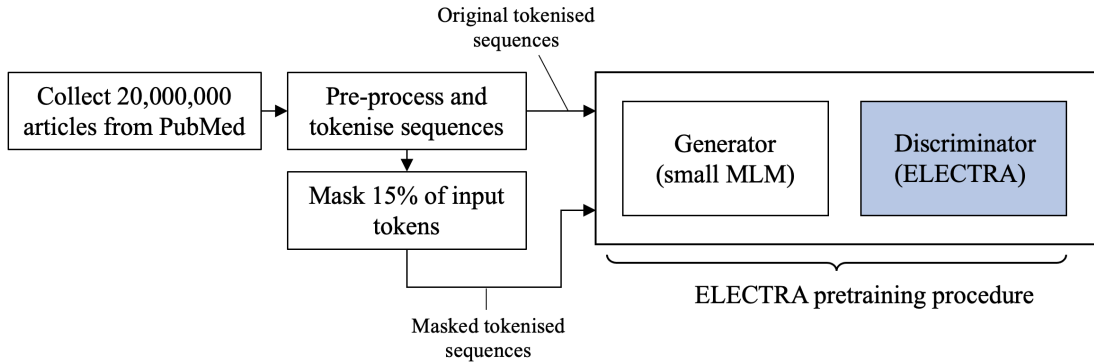 Original tokenised
sequences
Collect 20,000,000
articles from PubMed
Pre-process and
tokenise sequences
Generator
(small MLM)
Discriminator
(ELECTRA)
Mask 15% of input
tokens
ELECTRA pretraining procedure
Masked tokenised
sequences